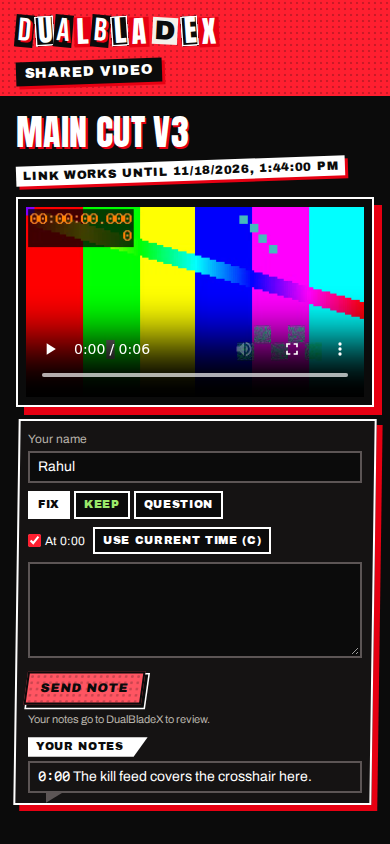 DUALBLADEX
SHARED VIDEO
MAIN CUT V3
LINK WORKS UNTIL 11/18/2026, 1:44:00 PM
00:00:00.000
0
0:00 / 0:06
Your name
Rahul
FIX KEEP QUESTION
At 0:00 USE CURRENT TIME (C)
SEND NOTE
Your notes go to DualBladeX to review.
YOUR NOTES
0:00 The kill feed covers the crosshair here.